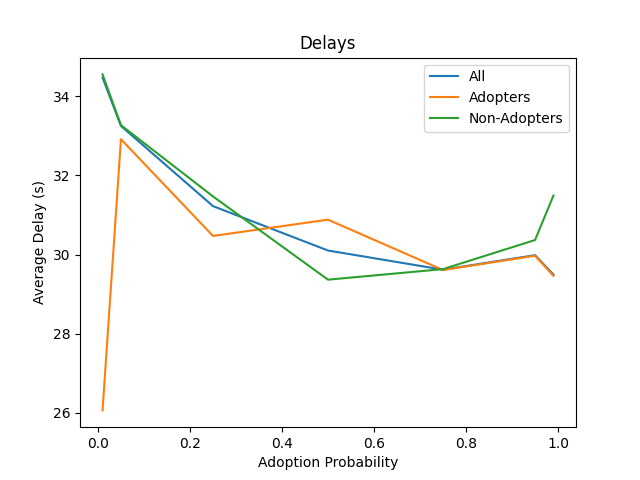 Delays
All
Adopters
Non-Adopters
34
32
30
28
26
Average Delay (s)
0.0 0.2 0.4 0.6 0.8 1.0
Adoption Probability